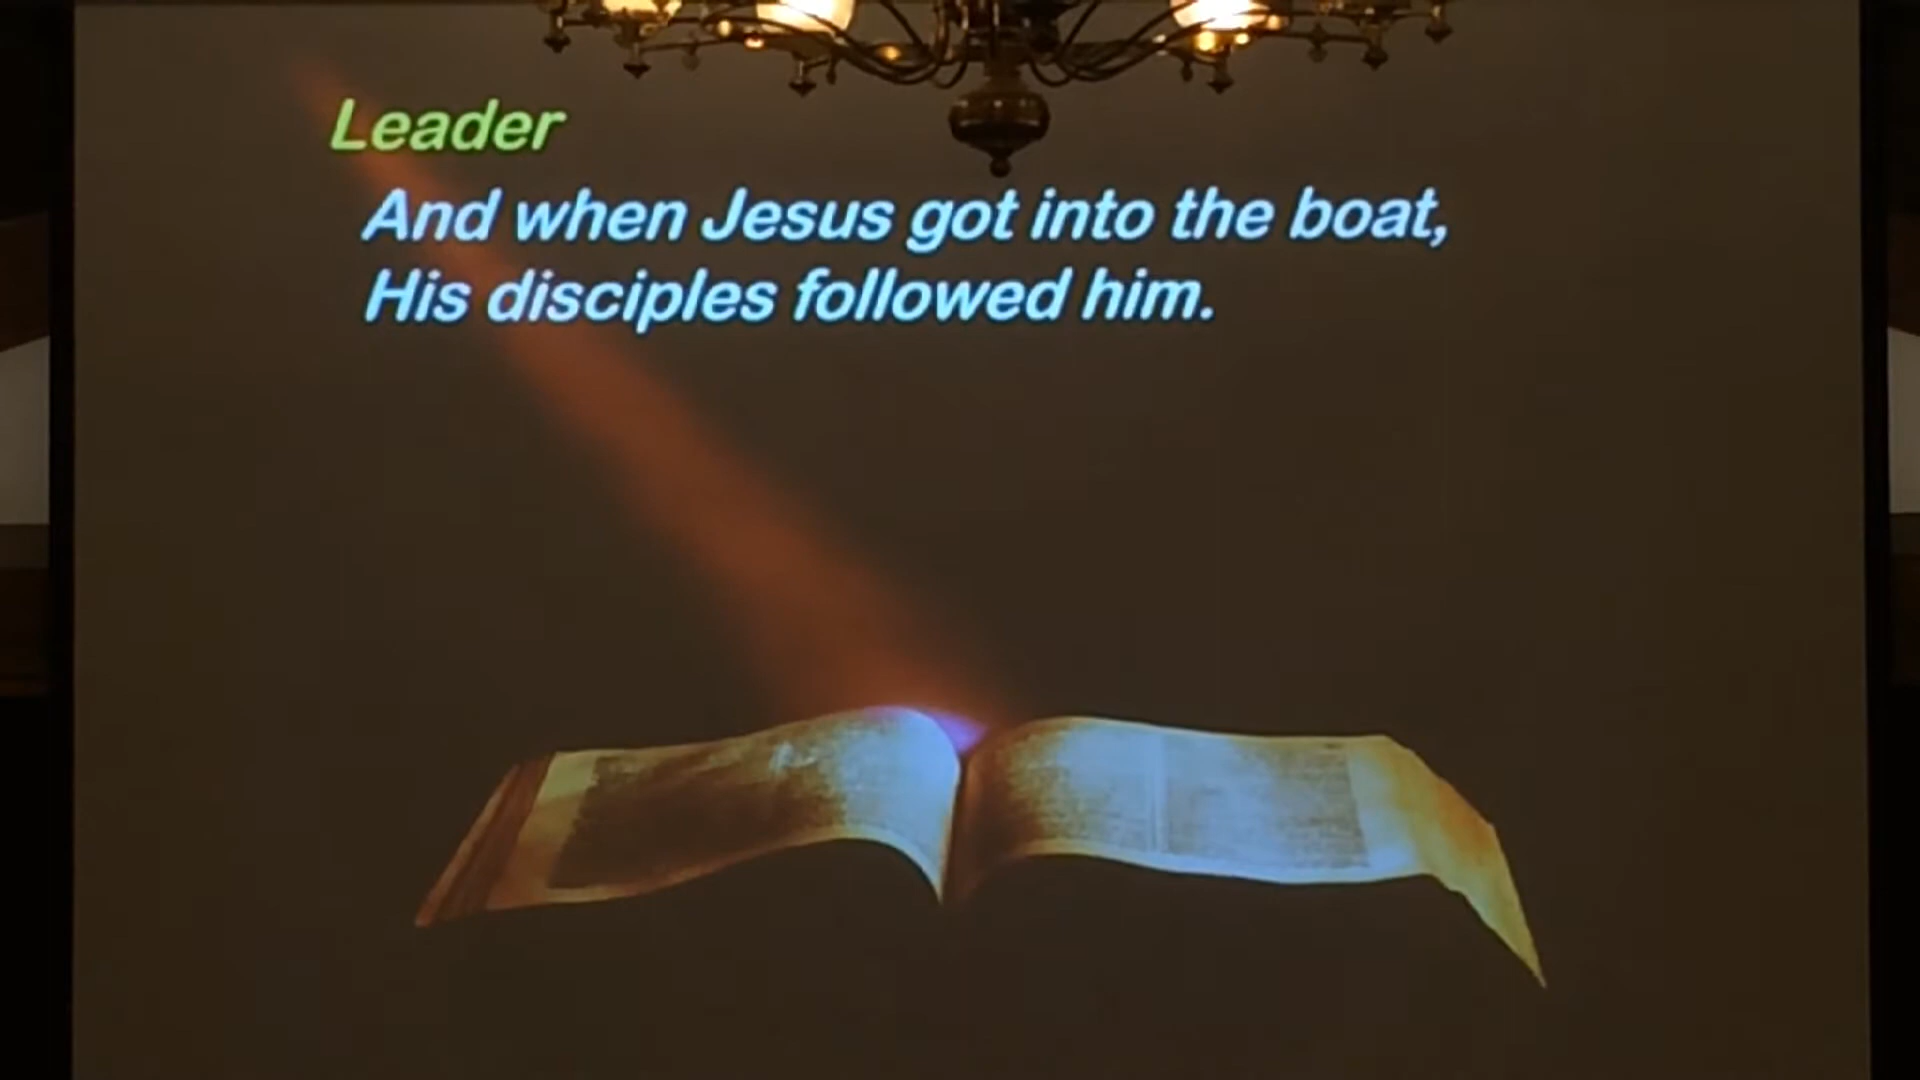 Leader
And when Jesus got into the boat,
His disciples followed him.